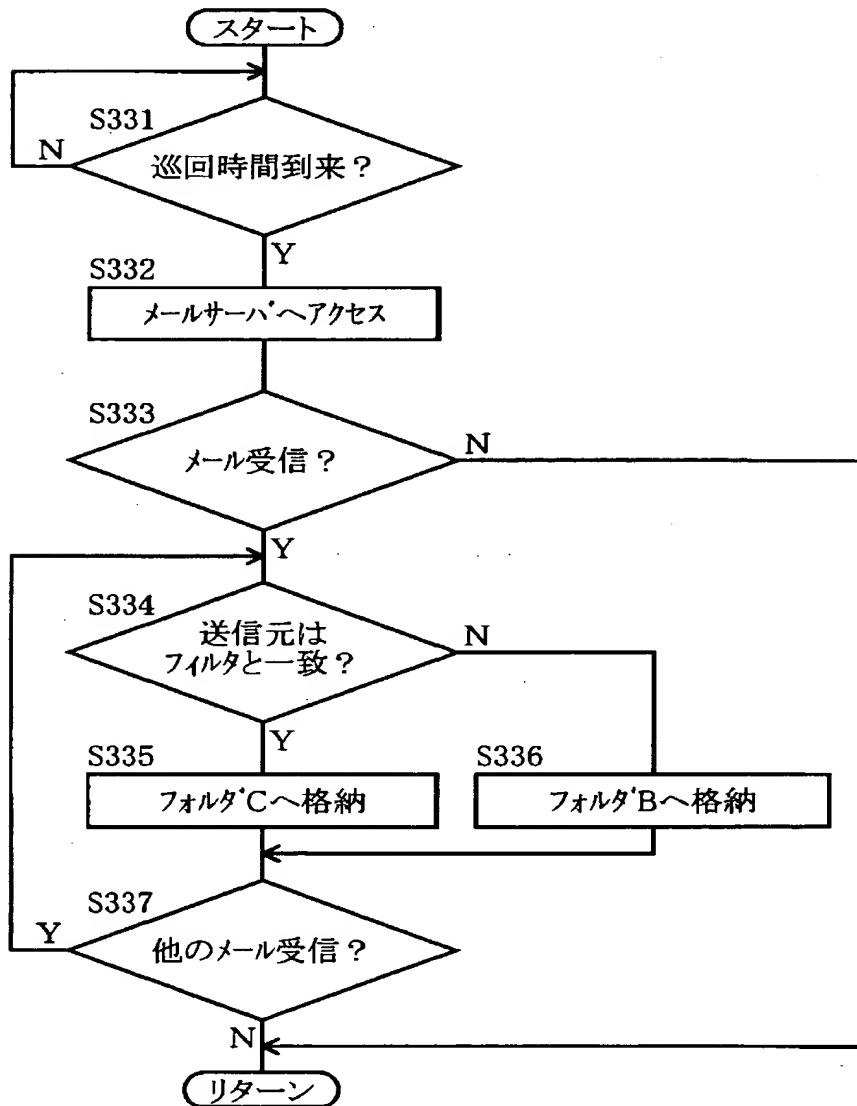 スタート
S331
N
巡回時間到来？
Y
S332
メールサーバへアクセス
S333
メール受信？
N
Y
S334
送信元は
フィルタと一致？
N
Y
S335
フォルダCへ格納
S336
フォルダBへ格納
S337
Y
他のメール受信？
N
リターン